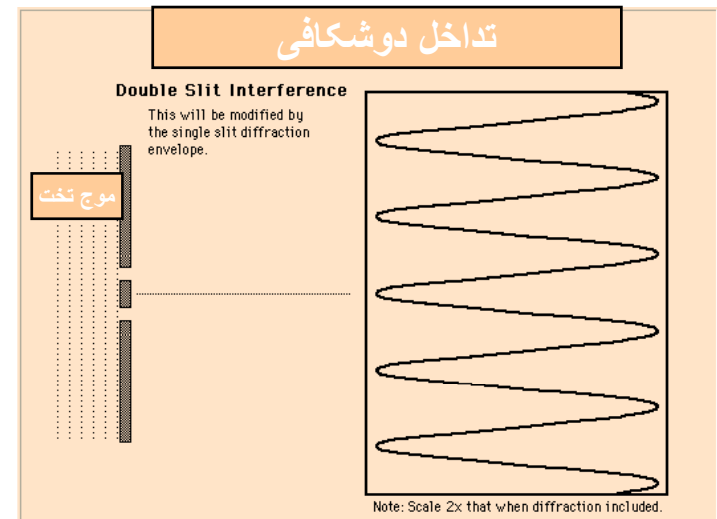 تداخل دوشکافی
Double Slit Interference
This will be modified by
the single slit diffraction
envelope.
موج تخت
Note: Scale 2x that when diffraction included.